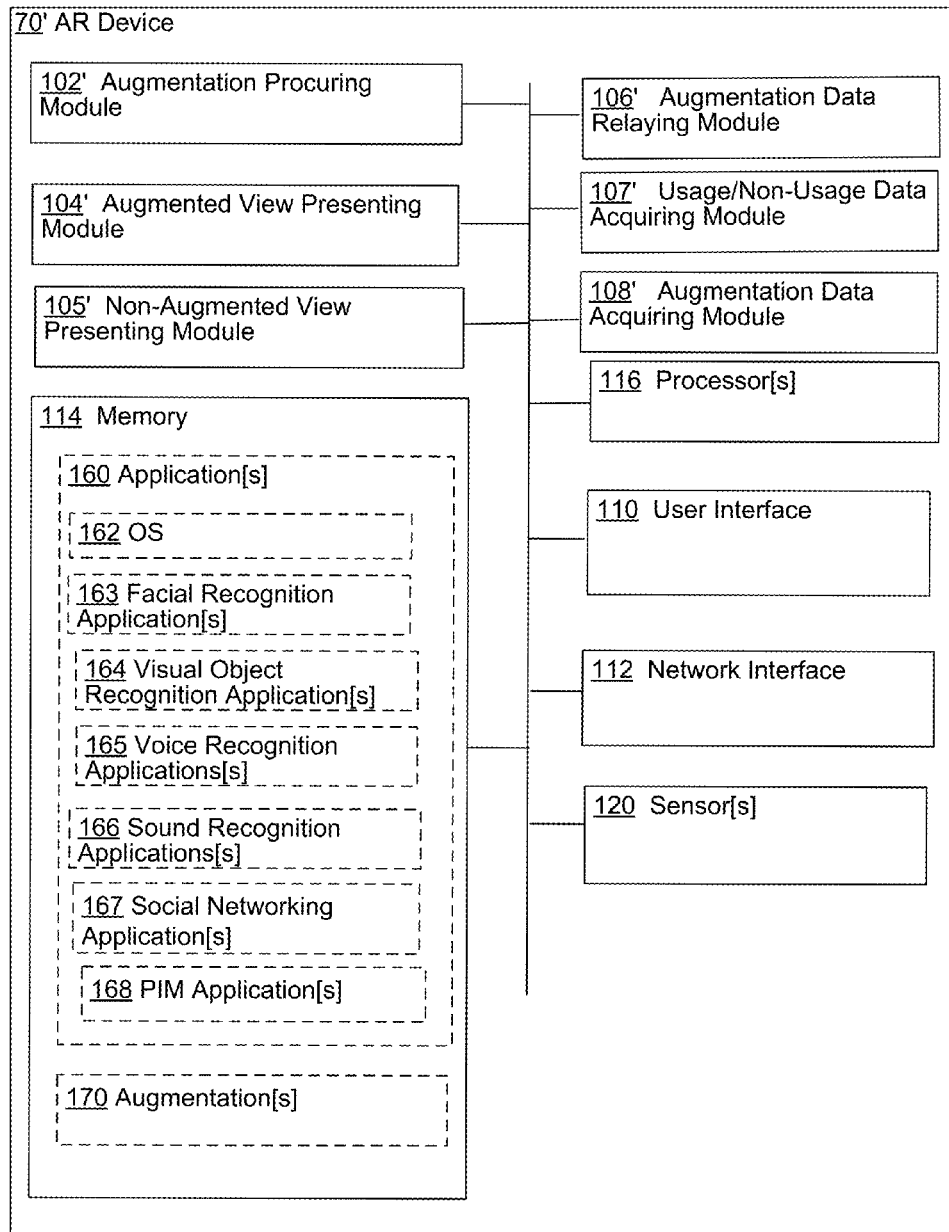 70' AR Device
102' Augmentation Procuring
Module
104' Augmented View Presenting
Module
105' Non-Augmented View
Presenting Module
114 Memory
160 Application[s]
162 OS
163 Facial Recognition
Application[s]
164 Visual Object
Recognition Application[s]
165 Voice Recognition
Applications[s]
166 Sound Recognition
Applications[s]
167 Social Networking
Application[s]
168 PIM Application[s]
170 Augmentation[s]
106' Augmentation Data
Relaying Module
107' Usage/Non-Usage Data
Acquiring Module
108' Augmentation Data
Acquiring Module
116 Processor[s]
110 User Interface
112 Network Interface
120 Sensor[s]